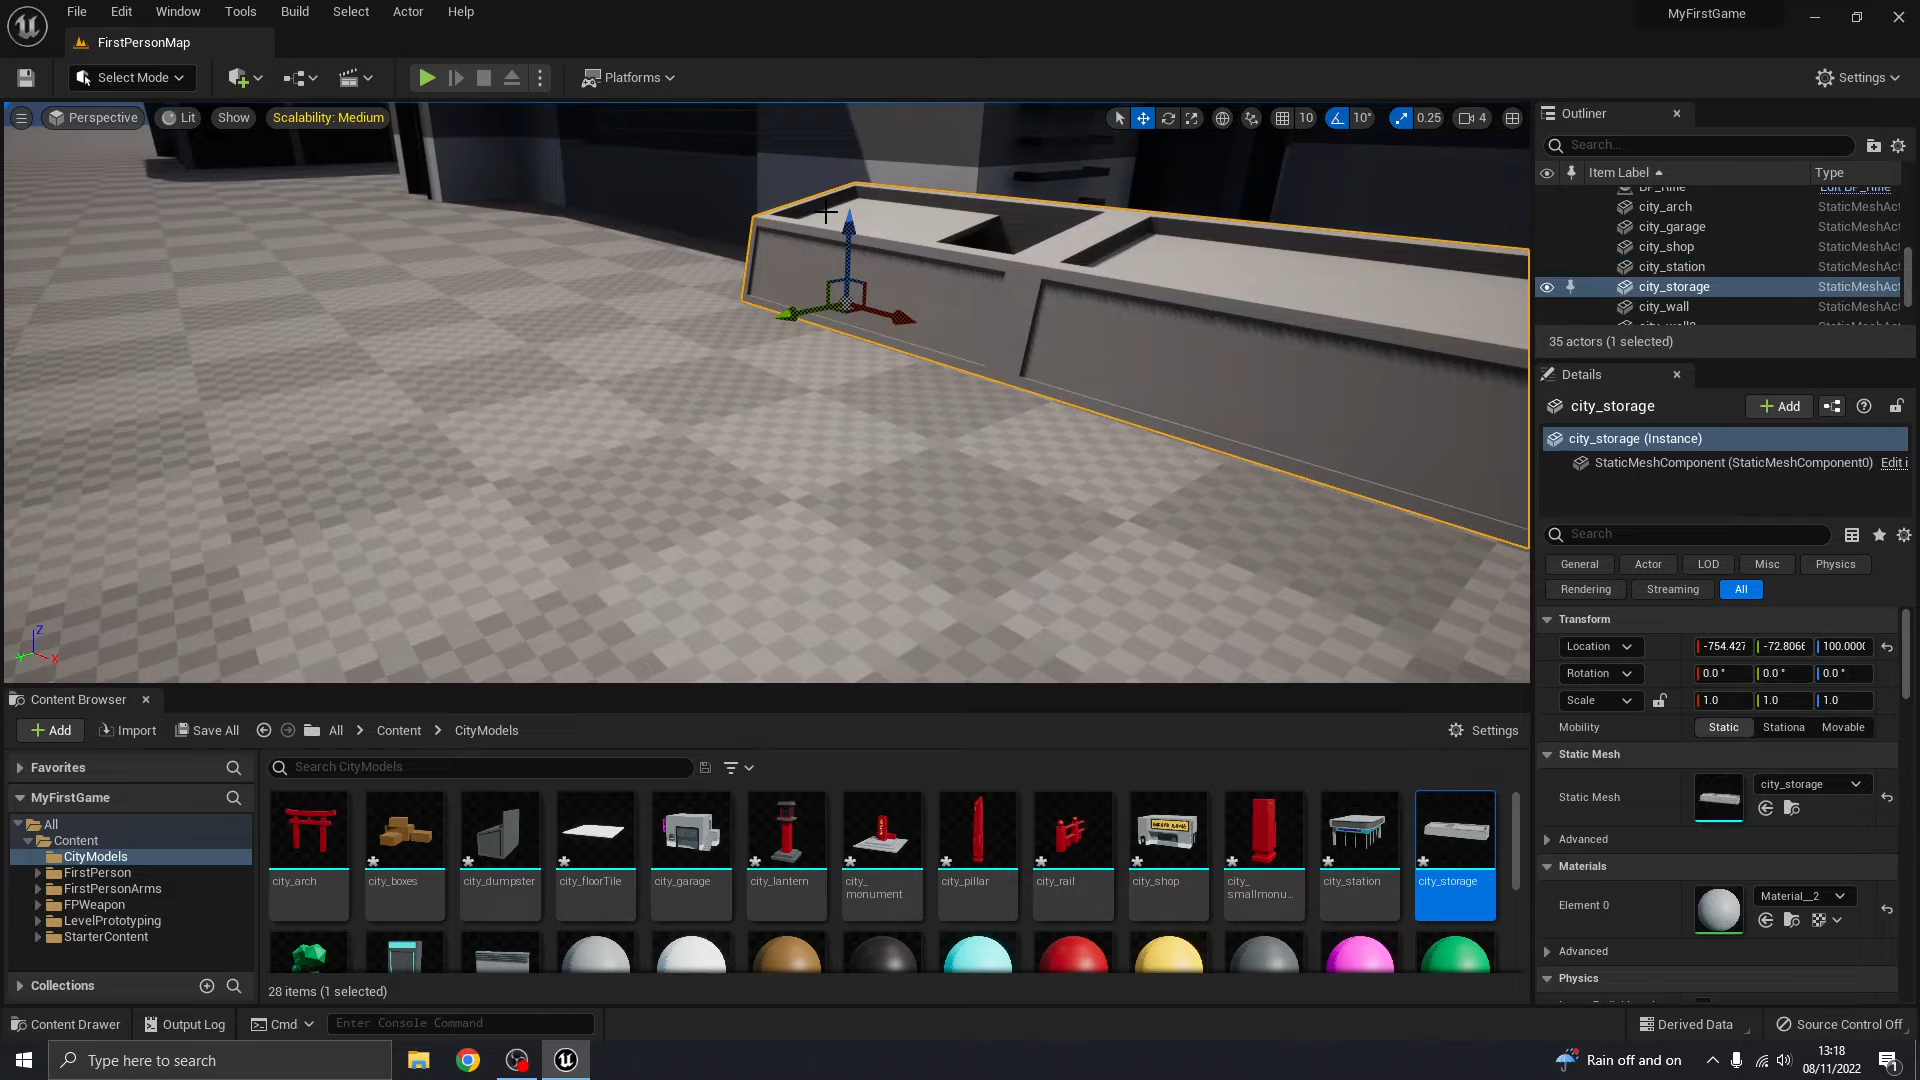 File Edit Window Tools Build Select Actor Help
MyFirstGame
FirstPersonMap
Select Mode
Platforms
Settings
Perspective
Lit
Show
Scalability: Medium
10
10°
0.25
4
Outliner
Search...
Item Label
Type
BP_Rifle Edit BP_Rifle
city_arch StaticMeshAct
city_garage StaticMeshAct
city_shop StaticMeshAct
city_station StaticMeshAct
city_storage StaticMeshAct
city_wall StaticMeshAct
35 actors (1 selected)
Details
city_storage
Add
city_storage (Instance)
StaticMeshComponent (StaticMeshComponent0) Edit i
Search
General Actor LOD Misc Physics
Rendering Streaming All
Transform
Location -754.427 -72.8066 100.000
Rotation 0.0 ° 0.0 ° 0.0 °
Scale 1.0 1.0 1.0
Mobility Static Stationa Movable
Static Mesh
Static Mesh
city_storage
Advanced
Materials
Element 0
Material__2
Advanced
Physics
Z
Y
X
Content Browser
Add
Import
Save All
All
Content
CityModels
Settings
Favorites
MyFirstGame
All
Content
CityModels
FirstPerson
FirstPersonArms
FPWeapon
LevelPrototyping
StarterContent
Collections
Search CityModels
city_arch
city_boxes
city_dumpster
city_floorTile
city_garage
city_lantern
city_
monument
city_pillar
city_rail
city_shop
city_
smallmonu...
city_station
city_storage
28 items (1 selected)
Content Drawer
Output Log
Cmd
Enter Console Command
Derived Data
Source Control Off
Type here to search
Rain off and on
13:18
08/11/2022
1